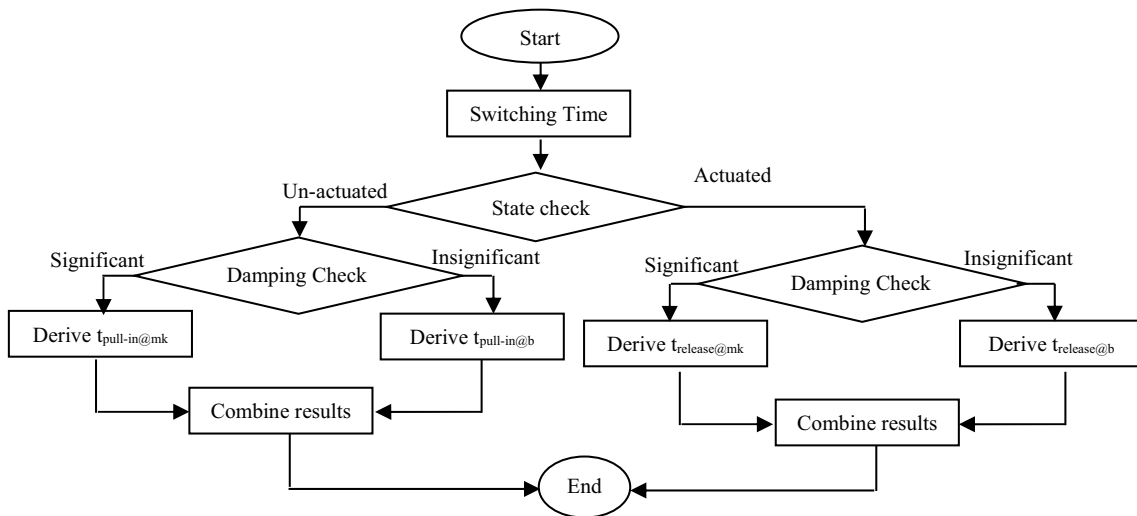 Start
Switching Time
Un-actuated
State check
Actuated
Significant
Damping Check
Insignificant
Significant
Damping Check
Insignificant
Derive tpull-in@mk
Derive tpull-in@b
Derive trelease@mk
Derive trelease@b
Combine results
Combine results
End